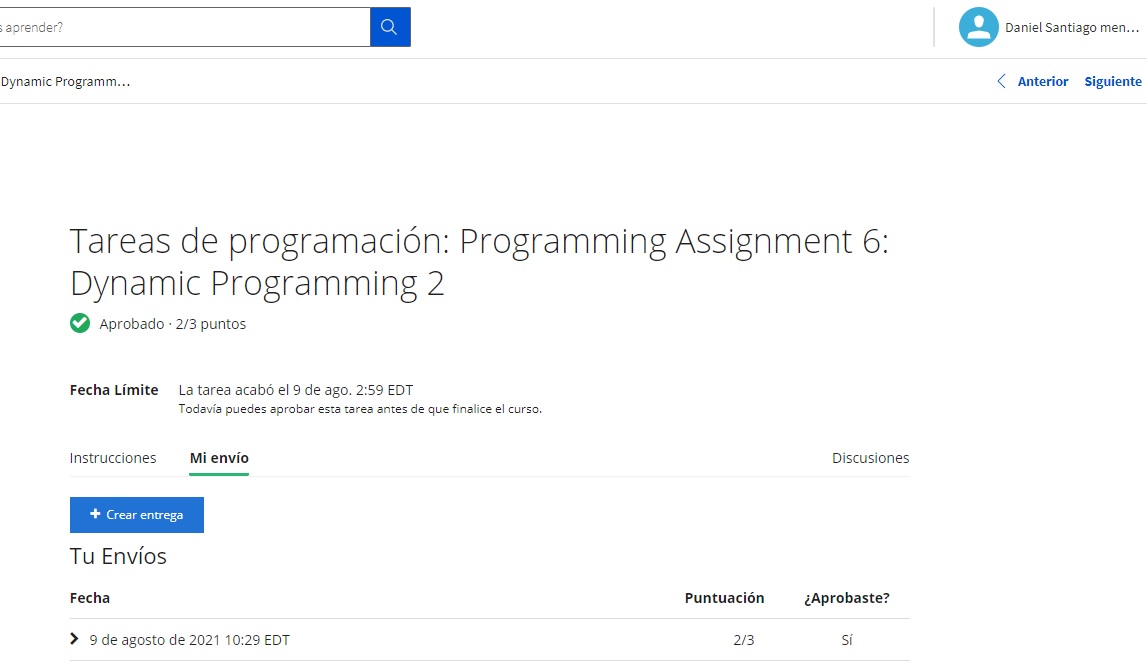 s aprender?
Daniel Santiago men...
Dynamic Programm...
Anterior
Siguiente
Tareas de programación: Programming Assignment 6:
Dynamic Programming 2
Aprobado · 2/3 puntos
Fecha Límite La tarea acabó el 9 de ago. 2:59 EDT
Todavía puedes aprobar esta tarea antes de que finalice el curso.
Instrucciones Mi envío Discusiones
+ Crear entrega
Tu Envíos
Fecha Puntuación ¿Aprobaste?
9 de agosto de 2021 10:29 EDT 2/3 Sí